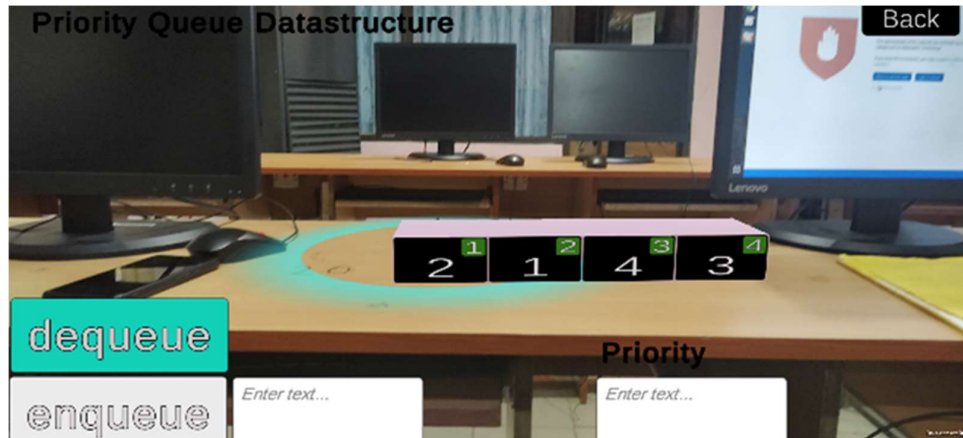 Priority Queue Datastructure
Back
Lenovo
1 2 3 4
2 1 4 3
dequeue
Priority
enqueue
Enter text...
Enter text...